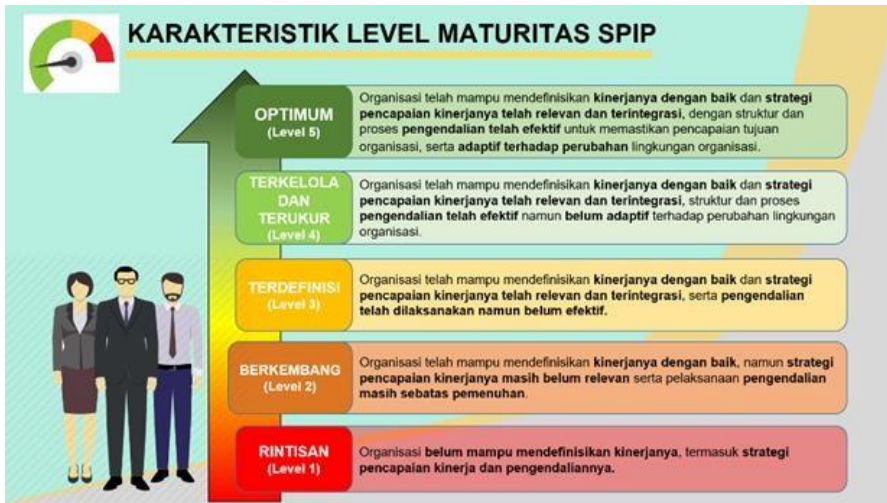 KARAKTERISTIK LEVEL MATURITAS SPIP
OPTIMUM
(Level 5)
Organisasi telah mampu mendefinisikan kinerjanya dengan baik dan strategi
pencapaian kinerjanya telah relevan dan terintegrasi, dengan struktur dan
proses pengendalian telah efektif untuk memastikan pencapaian tujuan
organisasi, serta adaptif terhadap perubahan lingkungan organisasi.
TERKELOLA
DAN
TERUKUR
(Level 4)
Organisasi telah mampu mendefinisikan kinerjanya dengan baik dan strategi
pencapaian kinerjanya telah relevan dan terintegrasi, struktur dan proses
pengendalian telah efektif namun belum adaptif terhadap perubahan lingkungan
organisasi.
TERDEFINISI
(Level 3)
Organisasi telah mampu mendefinisikan kinerjanya dengan baik dan strategi
pencapaian kinerjanya telah relevan dan terintegrasi, serta pengendalian
telah dilaksanakan namun belum efektif.
BERKEMBANG
(Level 2)
Organisasi telah mampu mendefinisikan kinerjanya dengan baik, namun strategi
pencapaian kinerjanya masih belum relevan serta pelaksanaan pengendalian
masih sebatas pemenuhan.
RINTISAN
(Level 1)
Organisasi belum mampu mendefinisikan kinerjanya, termasuk strategi
pencapaian kinerja dan pengendaliannya.